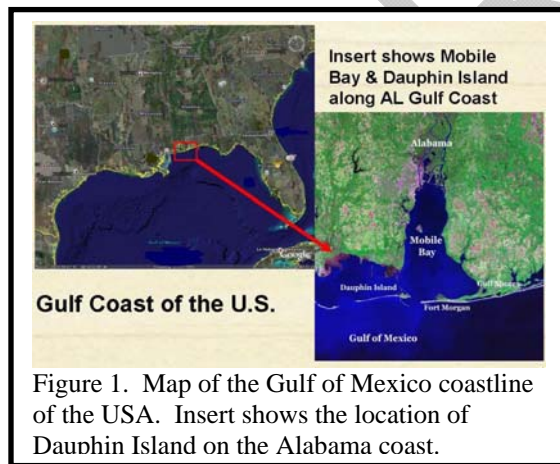 Insert shows Mobile
Bay & Dauphin Island
along AL Gulf Coast
Alabama
Mobile
Bay
Dauphin Island
Gulf Shores
Fort Morgan
Gulf of Mexico
Google
Gulf Coast of the U.S.
Figure 1. Map of the Gulf of Mexico coastline
of the USA. Insert shows the location of
Dauphin Island on the Alabama coast.